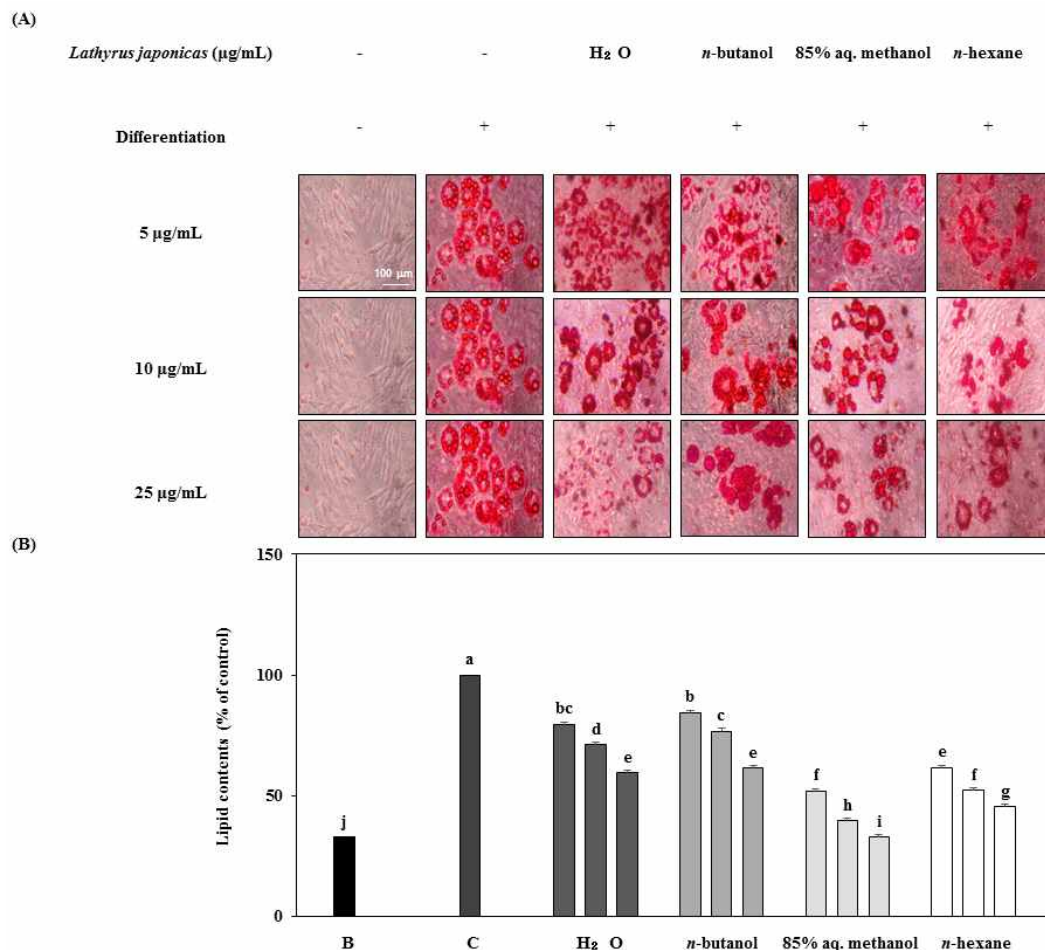 (A)
Lathyrus japonicas (µg/mL) - - H₂ O n-butanol 85% aq. methanol n-hexane
Differentiation - + + + + +
5 µg/mL
100 µm
10 µg/mL
25 µg/mL
(B)
150
100
50
0
Lipid contents (% of control)
j a bc d e b c e f h i e f g
B C H₂ O n-butanol 85% aq. methanol n-hexane